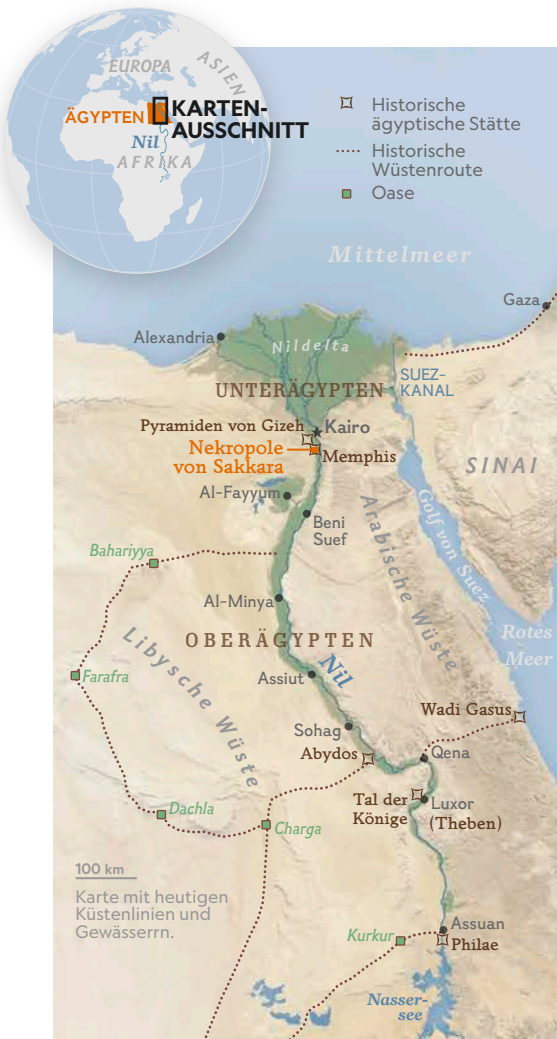 EUROPA
ASIEN
ÄGYPTEN
KARTEN-
AUSSCHNITT
Nil
AFRIKA
Historische
ägyptische Stätte
Historische
Wüstenroute
Oase
Mittelmeer
Gaza
Alexandria
Nildelta
SUEZ-
KANAL
UNTERÄGYPTEN
Pyramiden von Gizeh
Kairo
Nekropole
von Sakkara
Memphis
SINAI
Al-Fayyum
Beni
Suef
Arabische Wüste
Golf von Suez
Bahariyya
Al-Minya
Rotes
Meer
OBERÄGYPTEN
Libysche Wüste
Nil
Farafra
Assiut
Wadi Gasus
Sohag
Abydos
Qena
Tal der
Könige
Luxor
(Theben)
Dachla
Charga
100 km
Karte mit heutigen
Küstenlinien und
Gewässerrn.
Assuan
Kurkur
Philae
Nasser-
see